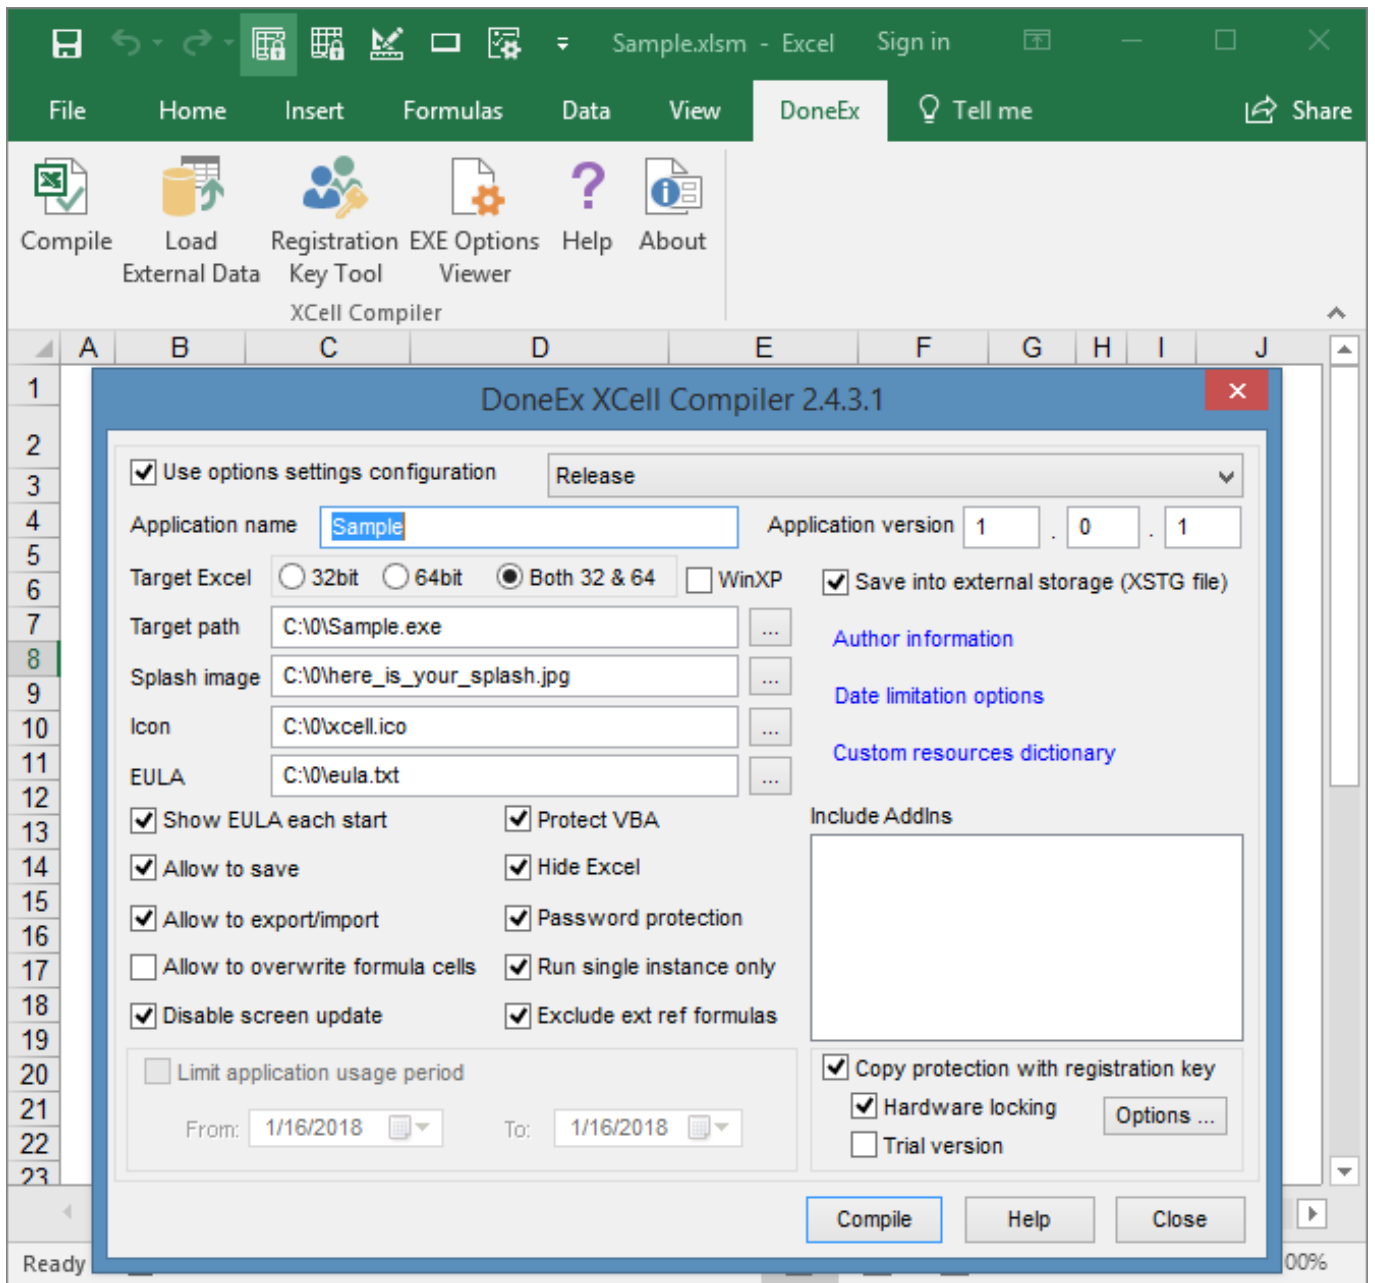 Sample.xlsm - Excel Sign in
File Home Insert Formulas Data View DoneEx Tell me Share
Compile Load External Data Registration Key Tool EXE Options Viewer Help About
XCell Compiler
A B C D E F G H I J
1
2
3
4
5
6
7
8
9
10
11
12
13
14
15
16
17
18
19
20
21
22
23
DoneEx XCell Compiler 2.4.3.1
Use options settings configuration Release
Application name Sample Application version 1 . 0 . 1
Target Excel 32bit 64bit Both 32 & 64 WinXP Save into external storage (XSTG file)
Target path C:\0\Sample.exe ... Author information
Splash image C:\0\here_is_your_splash.jpg ... Date limitation options
Icon C:\0\xcell.ico ... Custom resources dictionary
EULA C:\0\eula.txt ...
Show EULA each start Protect VBA Include AddIns
Allow to save Hide Excel
Allow to export/import Password protection
Allow to overwrite formula cells Run single instance only
Disable screen update Exclude ext ref formulas
Limit application usage period Copy protection with registration key
From: 1/16/2018 To: 1/16/2018 Hardware locking Options ...
Trial version
Compile Help Close
Ready 00%